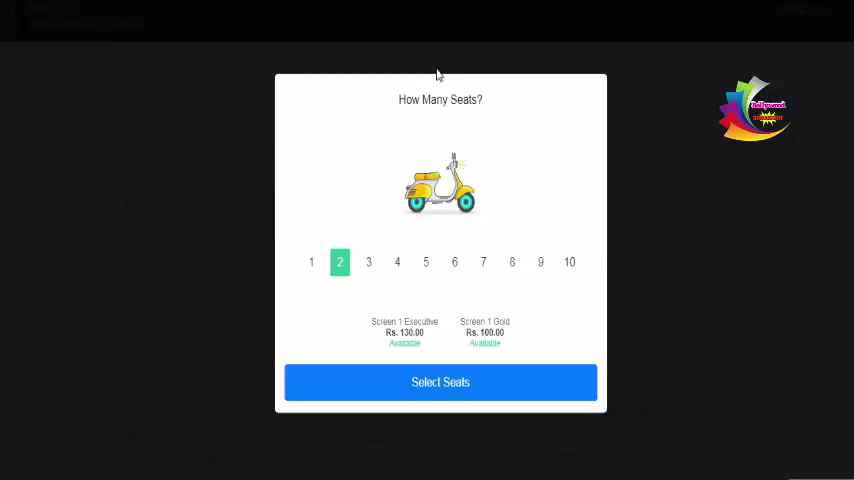 How Many Seats?
1 2 3 4 5 6 7 8 9 10
Screen 1 Executive
Rs. 130.00
Available
Screen 1 Gold
Rs. 100.00
Available
Select Seats